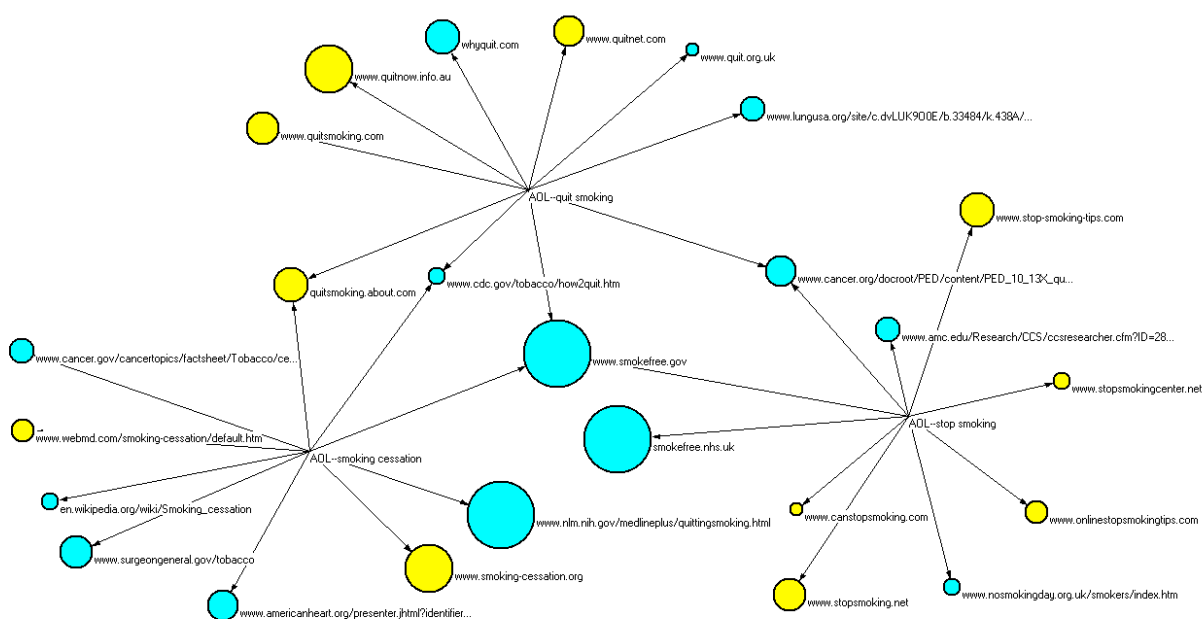 whyquit.com
www.quitnet.com
www.quit.org.uk
www.quitnow.info.au
www.lungusa.org/site/c.dvLUK9O0E/b.33484/k.438A/...
www.quitsmoking.com
AOL--quit smoking
www.stop-smoking-tips.com
www.cancer.org/docroot/PED/content/PED_10_13X_qu...
www.cdc.gov/tobacco/how2quit.htm
quitsmoking.about.com
www.amc.edu/Research/CCS/ccsresearcher.cfm?ID=28...
www.cancer.gov/cancertopics/factsheet/Tobacco/ce...
www.smokefree.gov
www.stopsmokingcenter.net
AOL--stop smoking
www.webmd.com/smoking-cessation/default.htm
smokefree.nhs.uk
AOL--smoking cessation
en.wikipedia.org/wiki/Smoking_cessation
www.canstopsmoking.com
www.onlinestopsmokingtips.com
www.nlm.nih.gov/medlineplus/quittingsmoking.html
www.surgeongeneral.gov/tobacco
www.smoking-cessation.org
www.nosmokingday.org.uk/smokers/index.htm
www.stopsmoking.net
www.americanheart.org/presenter.jhtml?identifier...